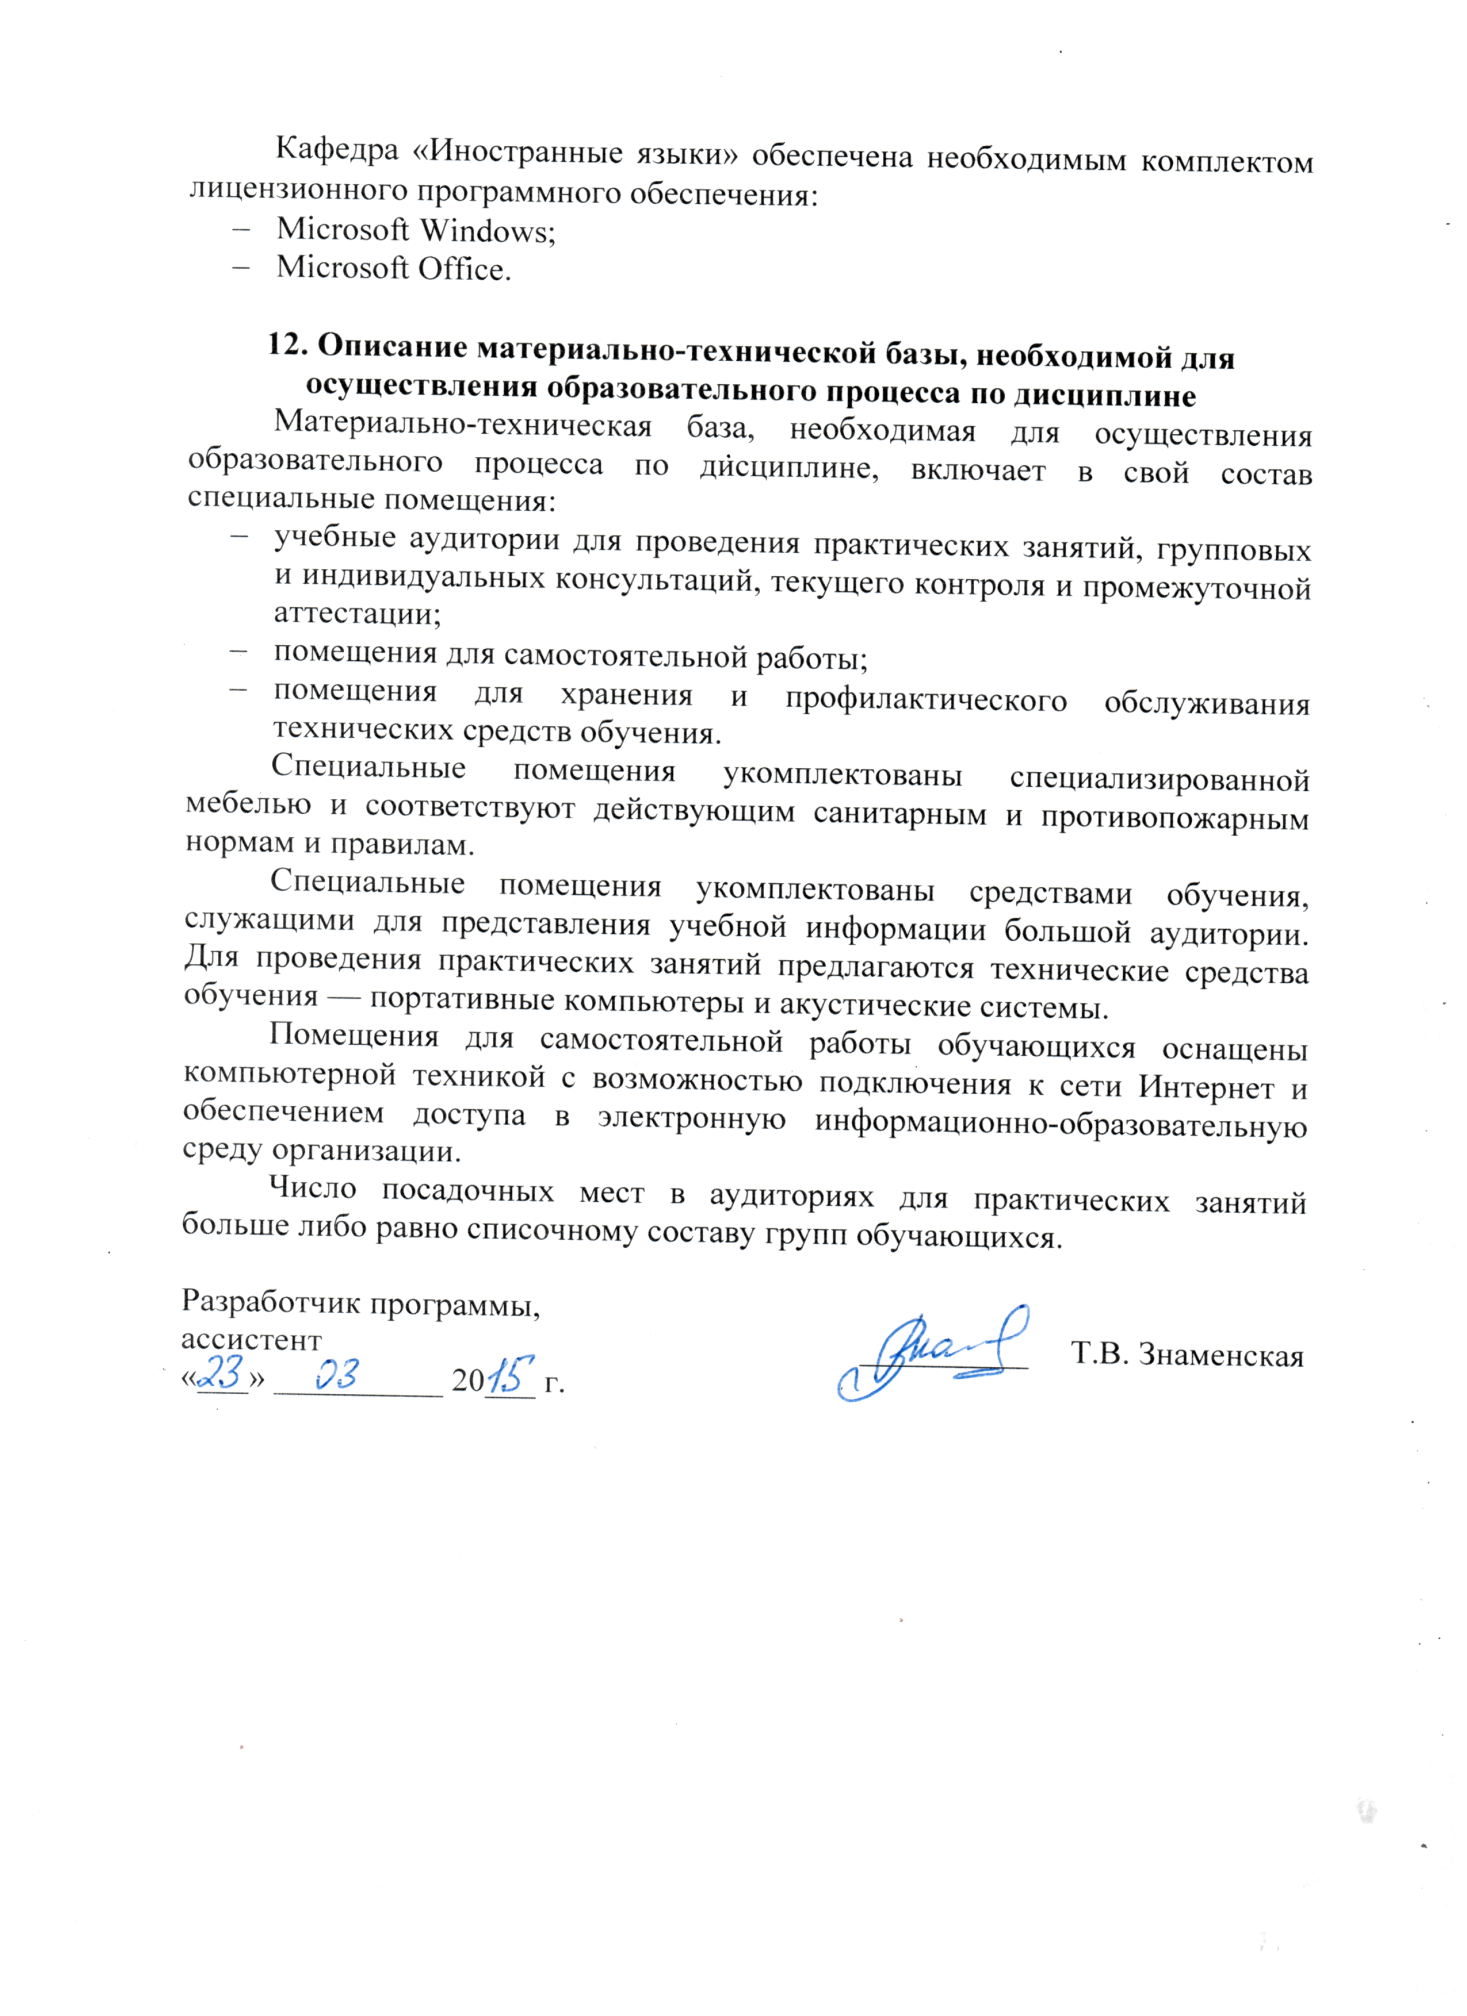 Кафедра «Иностранные языки» обеспечена необходимым комплектом
лицензионного программного обеспечения:
– Microsoft Windows;
– Microsoft Office.
12. Описание материально-технической базы, необходимой для
осуществления образовательного процесса по дисциплине
Материально-техническая база, необходимая для осуществления
образовательного процесса по дисциплине, включает в свой состав
специальные помещения:
– учебные аудитории для проведения практических занятий, групповых
и индивидуальных консультаций, текущего контроля и промежуточной
аттестации;
– помещения для самостоятельной работы;
– помещения для хранения и профилактического обслуживания
технических средств обучения.
Специальные помещения укомплектованы специализированной
мебелью и соответствуют действующим санитарным и противопожарным
нормам и правилам.
Специальные помещения укомплектованы средствами обучения,
служащими для представления учебной информации большой аудитории.
Для проведения практических занятий предлагаются технические средства
обучения — портативные компьютеры и акустические системы.
Помещения для самостоятельной работы обучающихся оснащены
компьютерной техникой с возможностью подключения к сети Интернет и
обеспечением доступа в электронную информационно-образовательную
среду организации.
Число посадочных мест в аудиториях для практических занятий
больше либо равно списочному составу групп обучающихся.
Разработчик программы,
ассистент Т.В. Знаменская
«23» 03 2015 г.